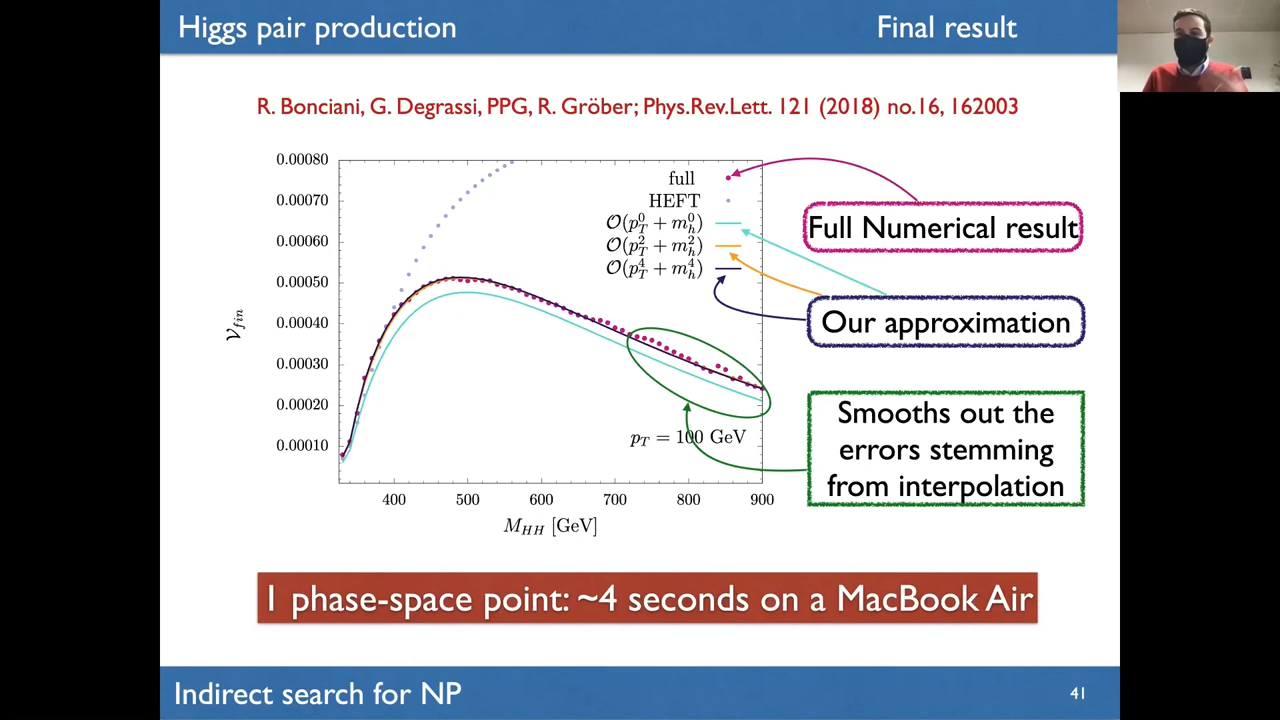 Higgs pair production
Final result
R. Bonciani, G. Degrassi, PPG, R. Gröber; Phys.Rev.Lett. 121 (2018) no.16, 162003
0.00080
0.00070
0.00060
0.00050
0.00040
0.00030
0.00020
0.00010
𝒱_fin
full
HEFT
𝒪(p_T^0 + m_h^0)
𝒪(p_T^2 + m_h^2)
𝒪(p_T^4 + m_h^4)
p_T = 100 GeV
400 500 600 700 800 900
M_HH [GeV]
Full Numerical result
Our approximation
Smooths out the
errors stemming
from interpolation
1 phase-space point: ~4 seconds on a MacBook Air
Indirect search for NP
41